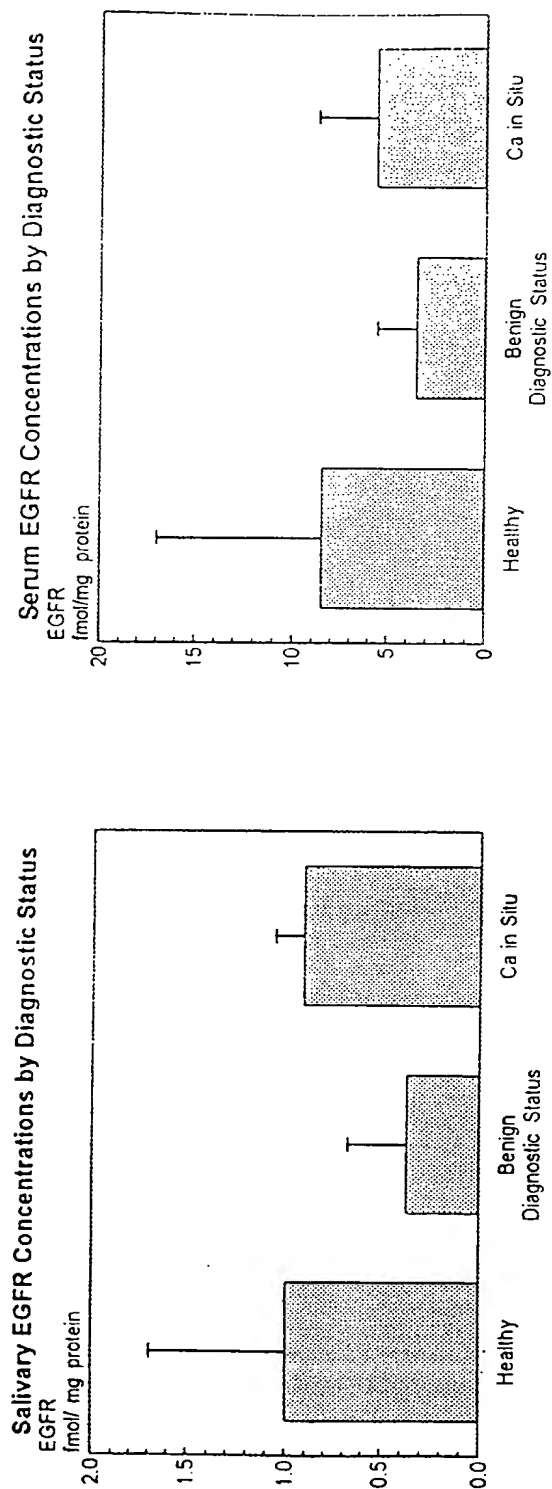 Salivary EGFR Concentrations by Diagnostic Status
EGFR
fmol/ mg protein
2.0
1.5
1.0
0.5
0.0
Healthy
Benign
Diagnostic Status
Ca in Situ
Serum EGFR Concentrations by Diagnostic Status
EGFR
fmol/mg protein
20
15
10
5
0
Healthy
Benign
Diagnostic Status
Ca in Situ